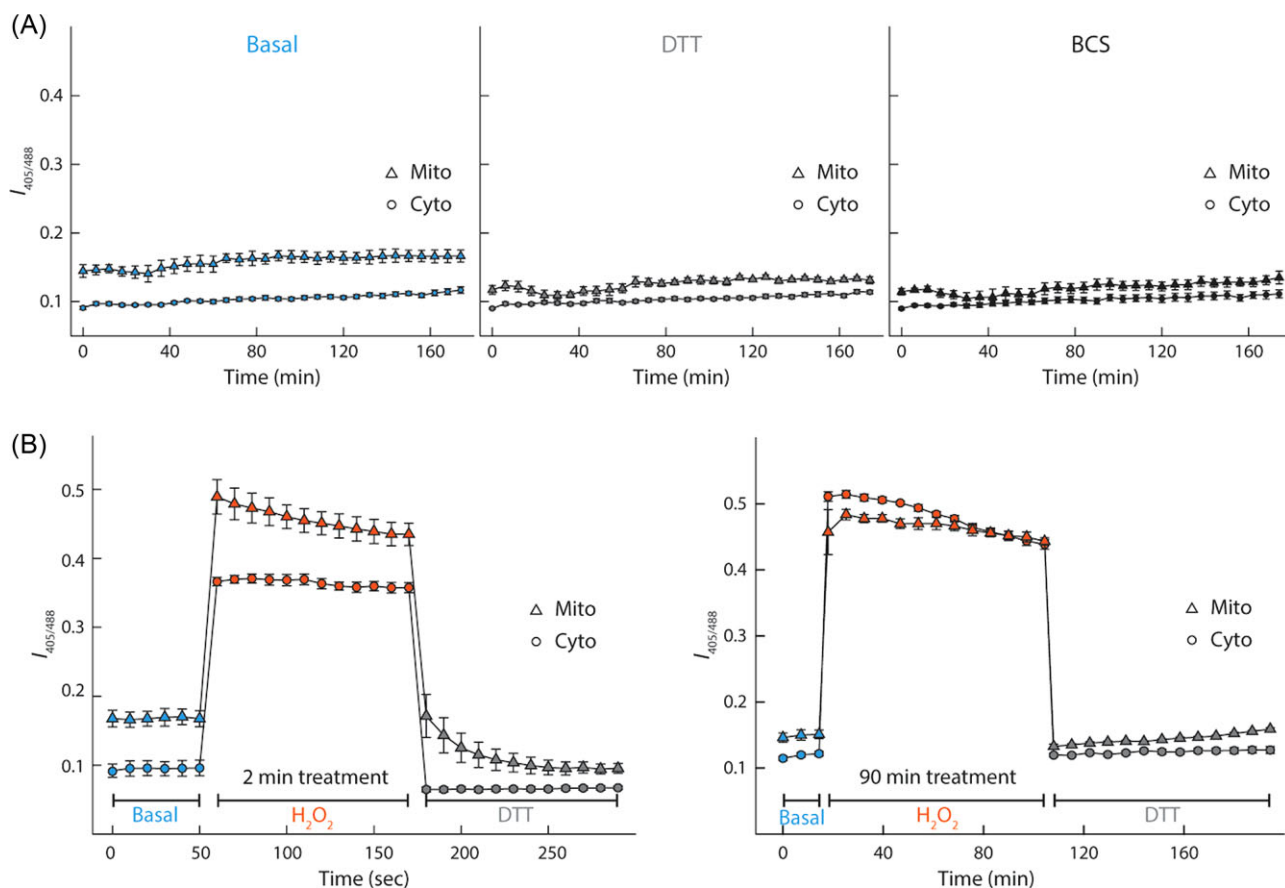 (A)
Basal
DTT
BCS
I405/488
0.4
0.3
0.2
0.1
Mito
Cyto
Mito
Cyto
Mito
Cyto
0 40 80 120 160
0 40 80 120 160
0 40 80 120 160
Time (min)
Time (min)
Time (min)
(B)
I405/488
0.5
0.4
0.3
0.2
0.1
Mito
Cyto
2 min treatment
Basal
H2O2
DTT
0 50 100 150 200 250
Time (sec)
I405/488
0.5
0.4
0.3
0.2
0.1
Mito
Cyto
90 min treatment
Basal
H2O2
DTT
0 40 80 120 160
Time (min)